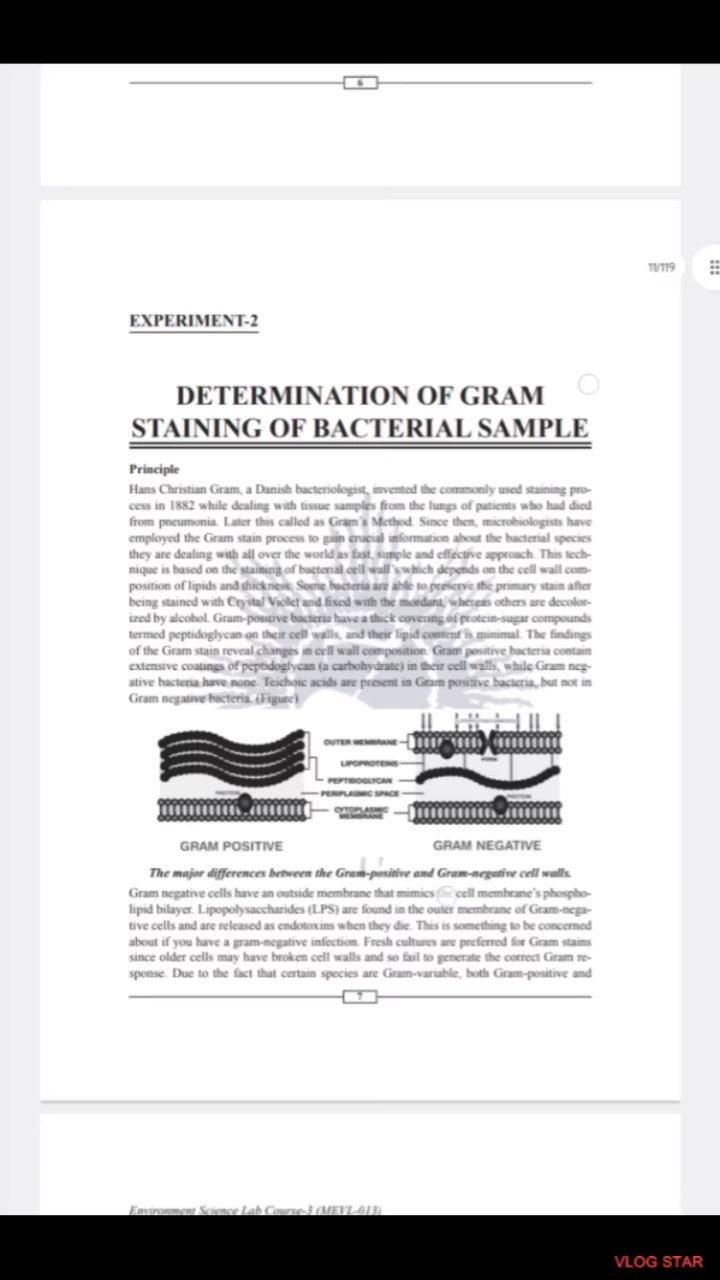 6
11/119
EXPERIMENT-2
DETERMINATION OF GRAM
STAINING OF BACTERIAL SAMPLE
Principle
Hans Christian Gram, a Danish bacteriologist, invented the commonly used staining pro-
cess in 1882 while dealing with tissue samples from the lungs of patients who had died
from pneumonia. Later this called as Gram's Method. Since then, microbiologists have
employed the Gram stain process to gain crucial information about the bacterial species
they are dealing with all over the world as fast, simple and effective approach. This tech-
nique is based on the staining of bacterial cell wall's which depends on the cell wall com-
position of lipids and thickness. Some bacteria are able to preserve the primary stain after
being stained with Crystal Violet and fixed with the mordant, whereas others are decolor-
ized by alcohol. Gram-positive bacteria have a thick covering of protein-sugar compounds
termed peptidoglycan on their cell walls, and their lipid content is minimal. The findings
of the Gram stain reveal changes in cell wall composition. Gram positive bacteria contain
extensive coatings of peptidoglycan (a carbohydrate) in their cell walls, while Gram neg-
ative bacteria have none. Teichoic acids are present in Gram positive bacteria, but not in
Gram negative bacteria. (Figure)
OUTER MEMBRANE
LIPOPROTEINS
PORIN
PEPTIDOGLYCAN
PROTEIN
PERIPLASMIC SPACE
PROTEIN
CYTOPLASMIC
MEMBRANE
GRAM POSITIVE
GRAM NEGATIVE
The major differences between the Gram-positive and Gram-negative cell walls.
Gram negative cells have an outside membrane that mimics cell membrane's phospho-
lipid bilayer. Lipopolysaccharides (LPS) are found in the outer membrane of Gram-nega-
tive cells and are released as endotoxins when they die. This is something to be concerned
about if you have a gram-negative infection. Fresh cultures are preferred for Gram stains
since older cells may have broken cell walls and so fail to generate the correct Gram re-
sponse. Due to the fact that certain species are Gram-variable, both Gram-positive and
7
Environment Science Lab Course-3 (MEVL-013)
VLOG STAR